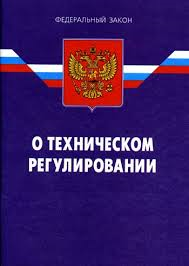 ФЕДЕРАЛЬНЫЙ ЗАКОН
О ТЕХНИЧЕСКОМ
РЕГУЛИРОВАНИИ